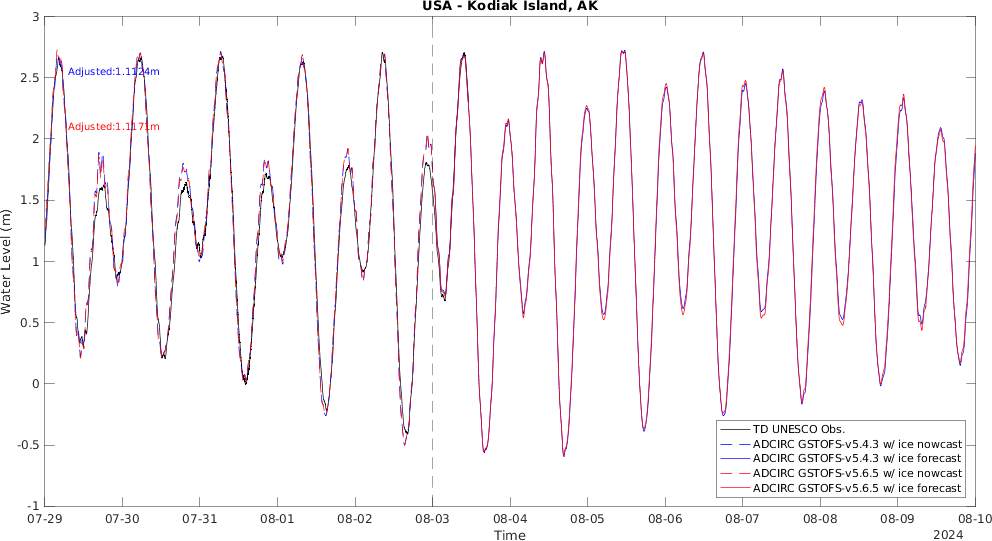 USA - Kodiak Island, AK
3
2.5
2
1.5
1
0.5
0
-0.5
-1
Water Level (m)
Adjusted:1.1124m
Adjusted:1.1171m
TD UNESCO Obs.
ADCIRC GSTOFS-v5.4.3 w/ ice nowcast
ADCIRC GSTOFS-v5.4.3 w/ ice forecast
ADCIRC GSTOFS-v5.6.5 w/ ice nowcast
ADCIRC GSTOFS-v5.6.5 w/ ice forecast
07-29 07-30 07-31 08-01 08-02 08-03 08-04 08-05 08-06 08-07 08-08 08-09 08-10
Time
2024